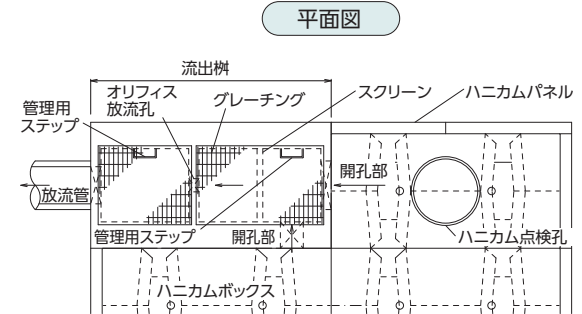 平面図
流出桝
オリフィス
放流孔
グレーチング
スクリーン
ハニカムパネル
管理用
ステップ
開孔部
放流管
管理用ステップ
開孔部
ハニカム点検孔
ハニカムボックス